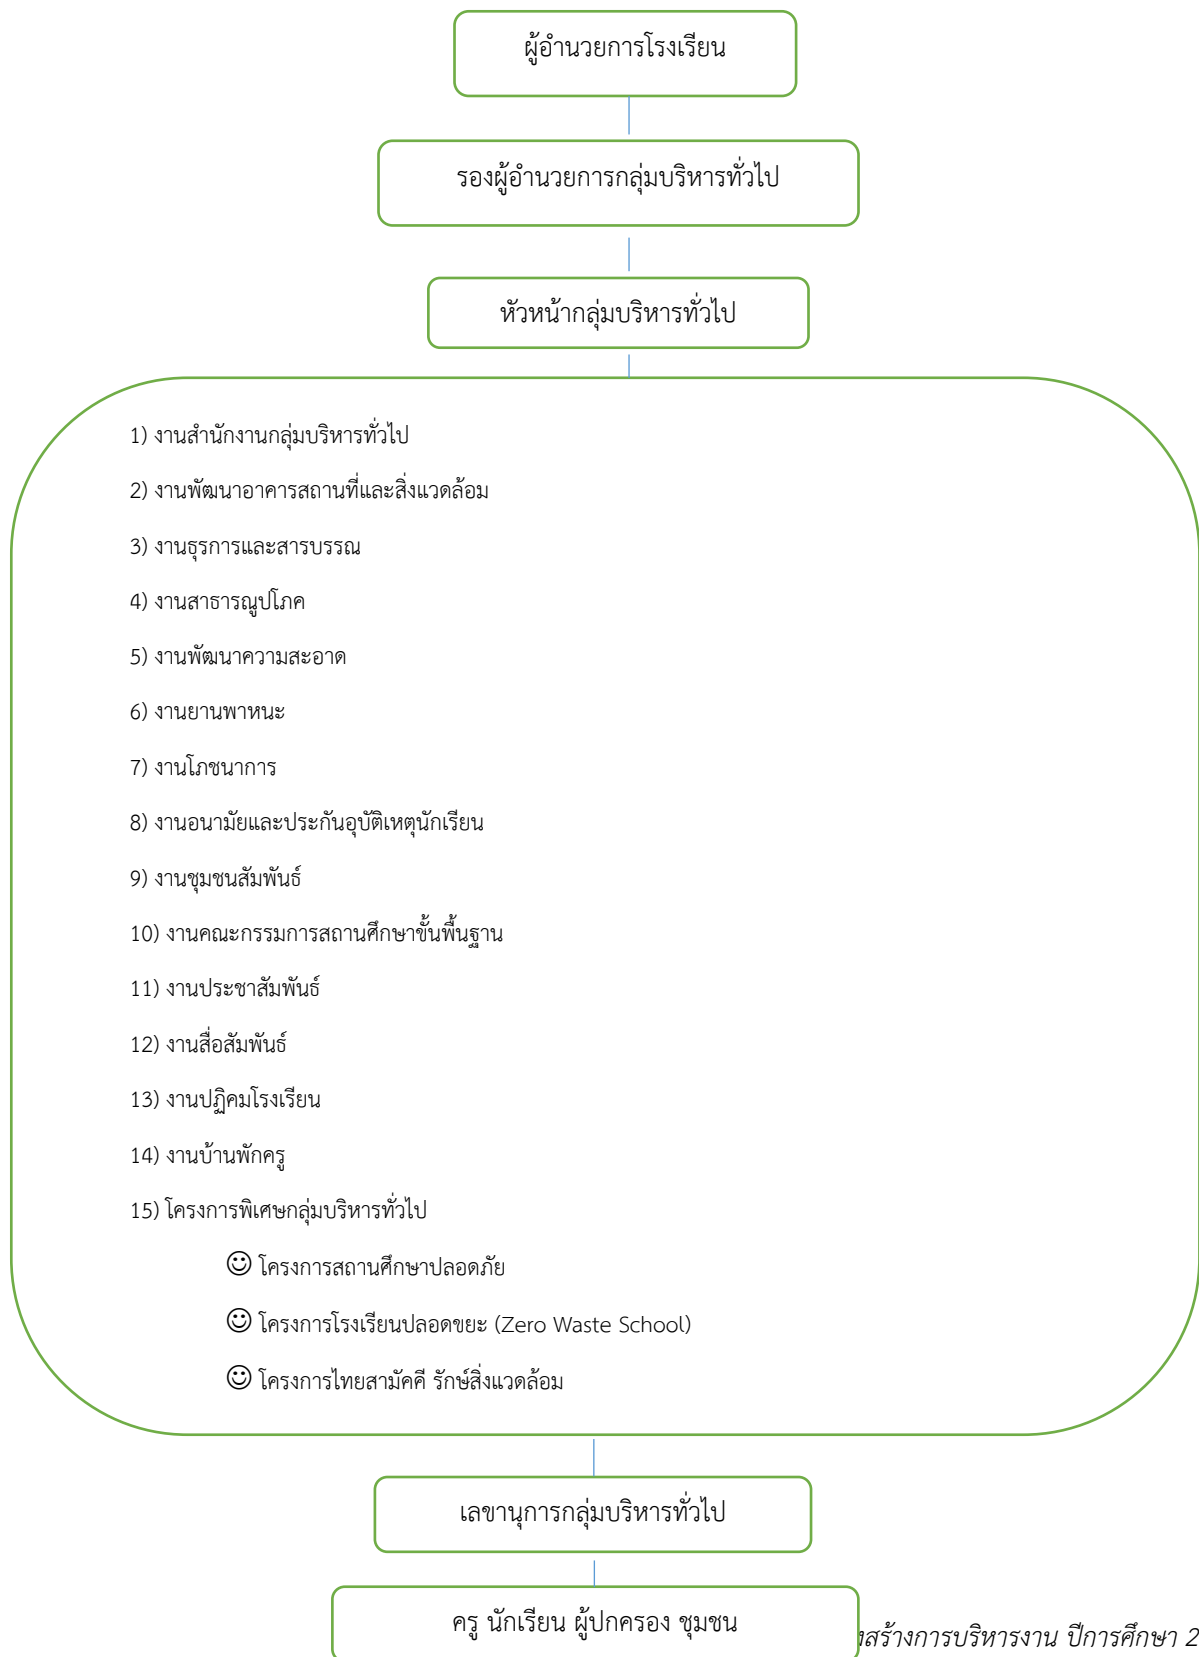 ผู้อำนวยการโรงเรียน
รองผู้อำนวยการกลุ่มบริหารทั่วไป
หัวหน้ากลุ่มบริหารทั่วไป
1) งานสำนักงานกลุ่มบริหารทั่วไป
2) งานพัฒนาอาคารสถานที่และสิ่งแวดล้อม
3) งานธุรการและสารบรรณ
4) งานสาธารณูปโภค
5) งานพัฒนาความสะอาด
6) งานยานพาหนะ
7) งานโภชนาการ
8) งานอนามัยและประกันอุบัติเหตุนักเรียน
9) งานชุมชนสัมพันธ์
10) งานคณะกรรมการสถานศึกษาขั้นพื้นฐาน
11) งานประชาสัมพันธ์
12) งานสื่อสัมพันธ์
13) งานปฏิคมโรงเรียน
14) งานบ้านพักครู
15) โครงการพิเศษกลุ่มบริหารทั่วไป
☺ โครงการสถานศึกษาปลอดภัย
☺ โครงการโรงเรียนปลอดขยะ (Zero Waste School)
☺ โครงการไทยสามัคคี รักษ์สิ่งแวดล้อม
เลขานุการกลุ่มบริหารทั่วไป
ครู นักเรียน ผู้ปกครอง ชุมชน
สร้างการบริหารงาน ปีการศึกษา 2